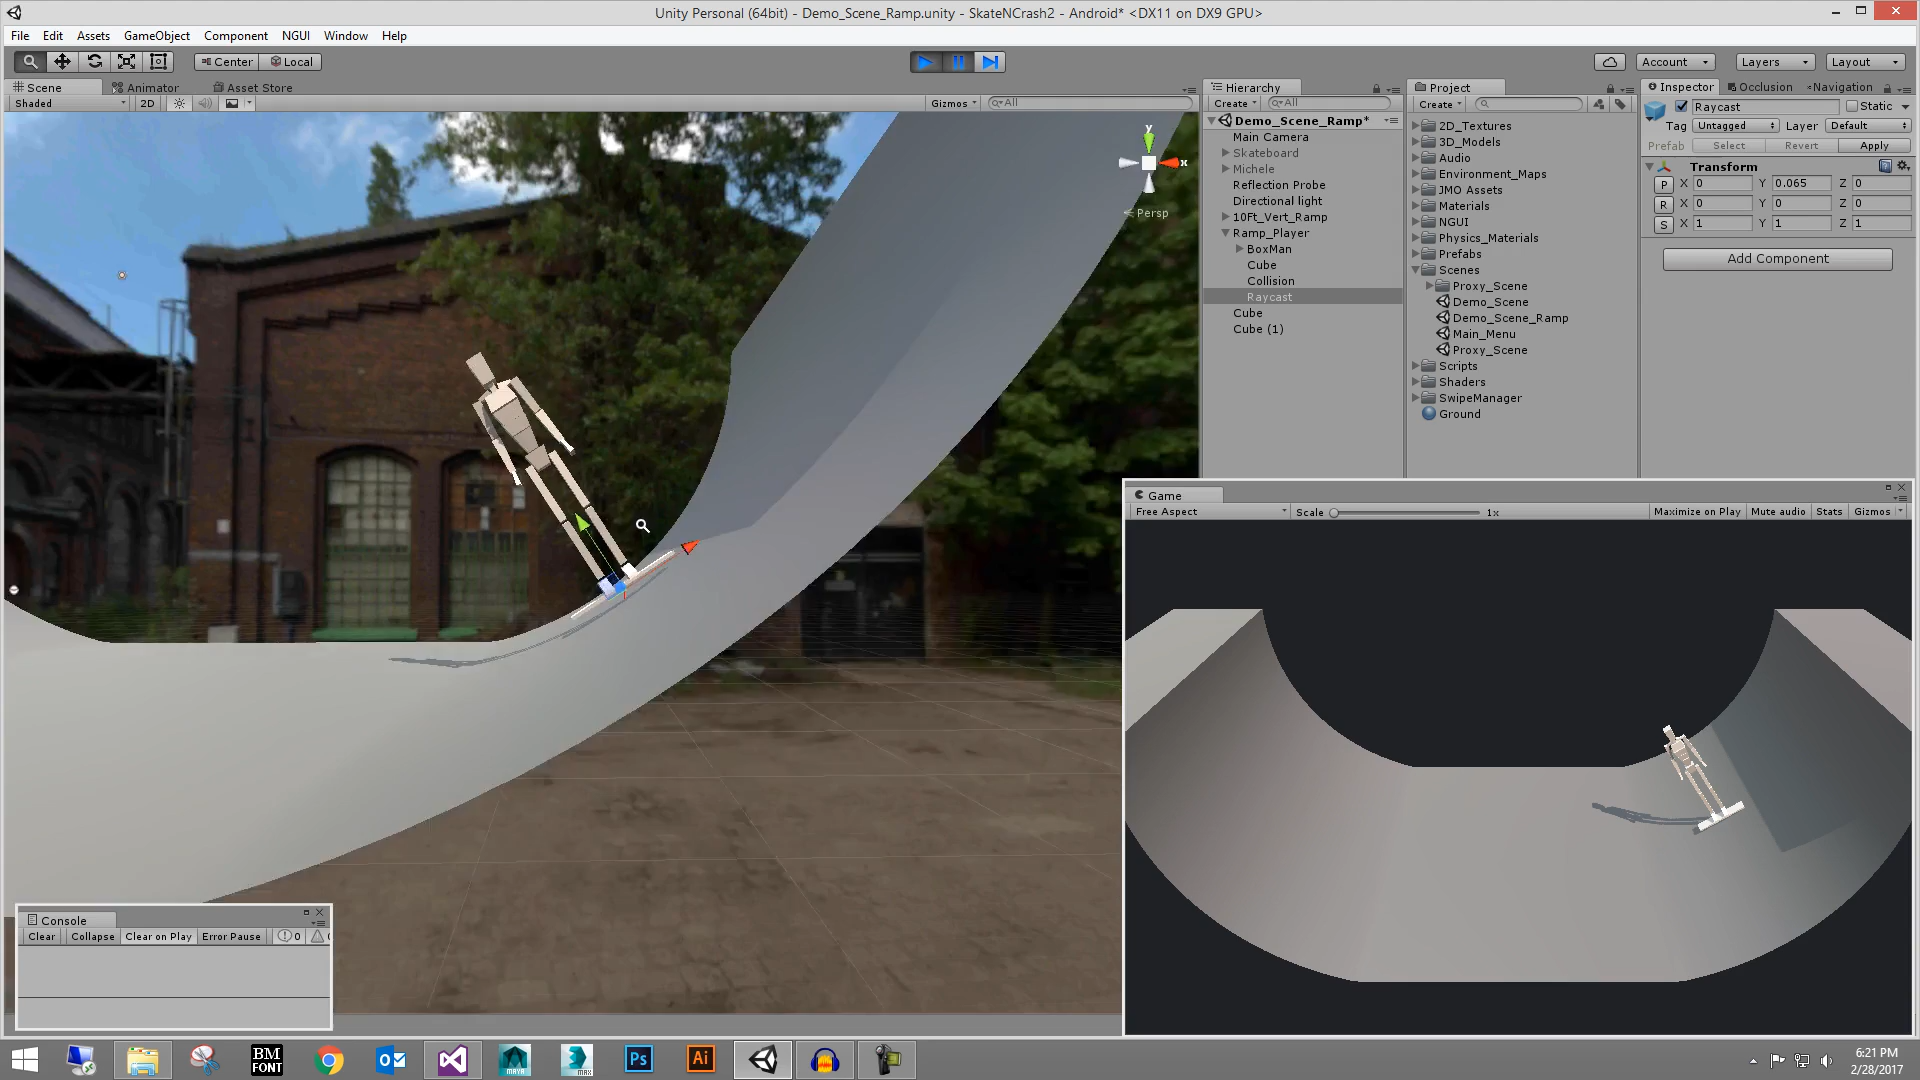 Unity Personal (64bit) - Demo_Scene_Ramp.unity - SkateNCrash2 - Android* <DX11 on DX9 GPU>
File Edit Assets GameObject Component NGUI Window Help
Center Local Account Layers Layout
Scene Animator Asset Store
Shaded 2D Gizmos All
y
x
Persp
Hierarchy
Create All
Demo_Scene_Ramp*
Main Camera
Skateboard
Michele
Reflection Probe
Directional light
10Ft_Vert_Ramp
Ramp_Player
BoxMan
Cube
Collision
Raycast
Cube
Cube (1)
Project
Create
2D_Textures
3D_Models
Audio
Environment_Maps
JMO Assets
Materials
NGUI
Physics_Materials
Prefabs
Scenes
Proxy_Scene
Demo_Scene
Demo_Scene_Ramp
Main_Menu
Proxy_Scene
Scripts
Shaders
SwipeManager
Ground
Inspector Occlusion Navigation
Raycast Static
Tag Untagged Layer Default
Prefab Select Revert Apply
Transform
P X 0 Y 0.065 Z 0
R X 0 Y 0 Z 0
S X 1 Y 1 Z 1
Add Component
Game
Free Aspect Scale 1x Maximize on Play Mute audio Stats Gizmos
Console
Clear Collapse Clear on Play Error Pause 0
BM
FONT
MAYA
MAX
Ps
Ai
6:21 PM
2/28/2017